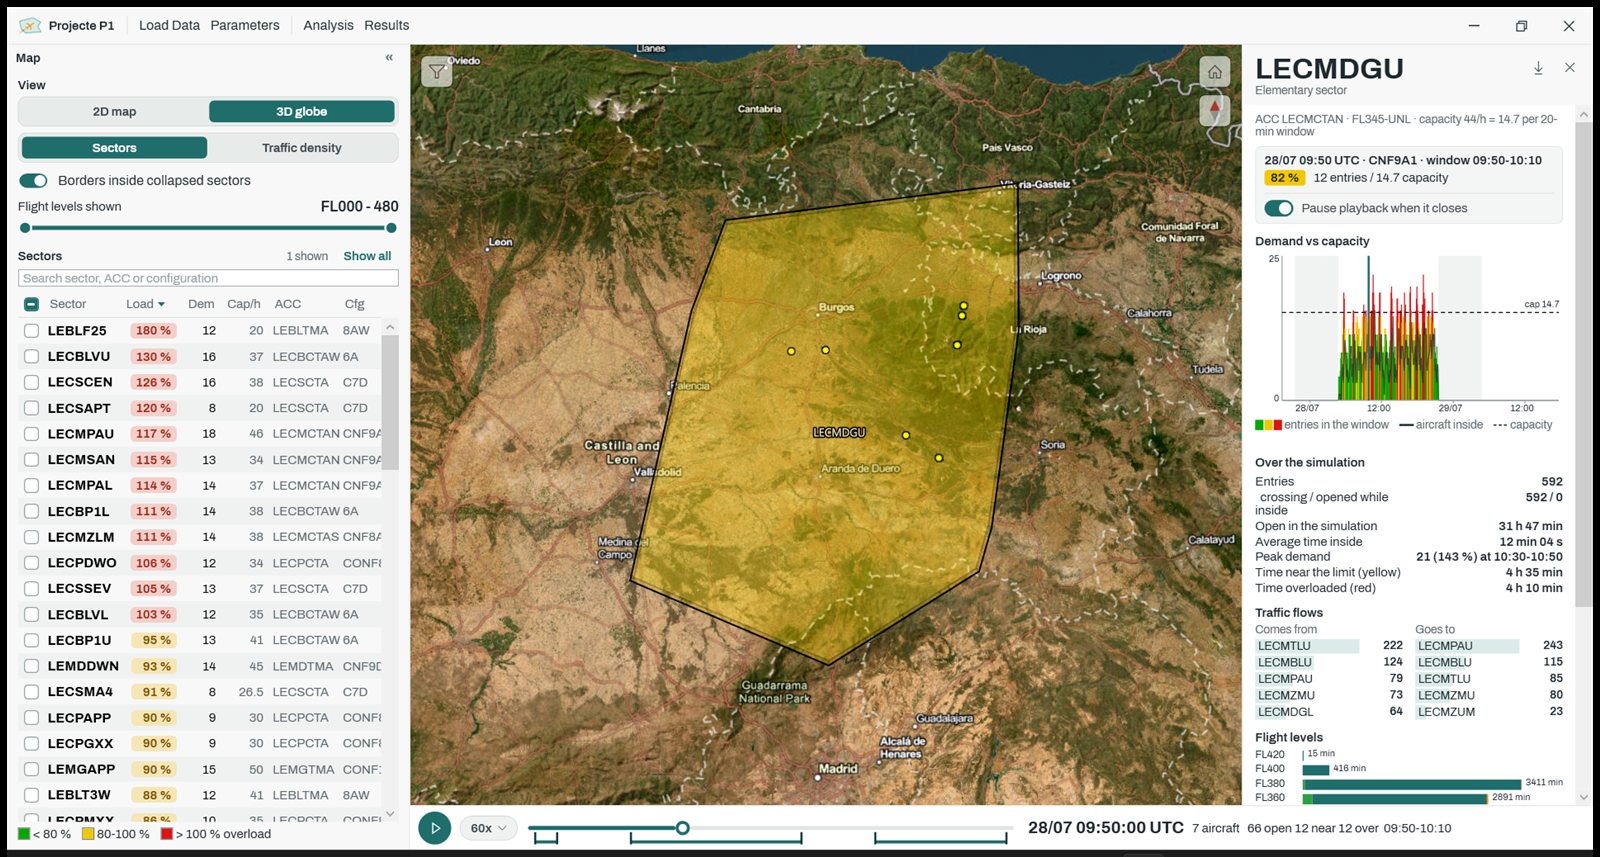 Projecte P1
Load Data
Parameters
Analysis
Results
Map
«
View
2D map
3D globe
Sectors
Traffic density
Borders inside collapsed sectors
Flight levels shown
FL000 - 480
Sectors
1 shown
Show all
Search sector, ACC or configuration
Sector Load Dem Cap/h ACC Cfg
LEBLF25 180 % 12 20 LEBLTMA 8AW
LECBLVU 130 % 16 37 LECBCTAW 6A
LECSCEN 126 % 16 38 LECSCTA C7D
LECSAPT 120 % 8 20 LECSCTA C7D
LECMPAU 117 % 18 46 LECMCTAN CNF9A
LECMSAN 115 % 13 34 LECMCTAN CNF9A
LECMPAL 114 % 14 37 LECMCTAN CNF9A
LECBP1L 111 % 14 38 LECBCTAW 6A
LECMZLM 111 % 14 38 LECMCTAS CNF8A
LECPDWO 106 % 12 34 LECPCTA CONF8
LECSSEV 105 % 13 37 LECSCTA C7D
LECBLVL 103 % 12 35 LECBCTAW 6A
LECBP1U 95 % 13 41 LECBCTAW 6A
LEMDDWN 93 % 14 45 LEMDTMA CNF9D
LECSMA4 91 % 8 26.5 LECSCTA C7D
LECPAPP 90 % 9 30 LECPCTA CONF8
LECPGXX 90 % 9 30 LECPCTA CONF8
LEMGAPP 90 % 15 50 LEMGTMA CONF1
LEBLT3W 88 % 12 41 LEBLTMA 8AW
LECPMXX 86 % 10 35 LECPCTA CONF8
< 80 %
80-100 %
> 100 % overload
Llanes
Oviedo
Cantabria
País Vasco
Vitoria-Gasteiz
Comunidad Foral
de Navarra
Leon
Logrono
Burgos
Calahorra
La Rioja
Tudela
Palencia
LECMDGU
Castilla and
Leon
Soria
Valladolid
Aranda de Duero
Medina del
Campo
Calatayud
Guadarrama
National Park
Guadalajara
Alcalá de
Henares
Madrid
60x
28/07 09:50:00 UTC
7 aircraft
66 open 12 near 12 over
09:50-10:10
LECMDGU
Elementary sector
ACC LECMCTAN · FL345-UNL · capacity 44/h = 14.7 per 20-
min window
28/07 09:50 UTC · CNF9A1 · window 09:50-10:10
82 % 12 entries / 14.7 capacity
Pause playback when it closes
Demand vs capacity
25
cap 14.7
0
28/07 12:00 29/07 12:00
entries in the window
aircraft inside
capacity
Over the simulation
Entries 592
crossing / opened while 592 / 0
inside
Open in the simulation 31 h 47 min
Average time inside 12 min 04 s
Peak demand 21 (143 %) at 10:30-10:50
Time near the limit (yellow) 4 h 35 min
Time overloaded (red) 4 h 10 min
Traffic flows
Comes from Goes to
LECMTLU 222 LECMPAU 243
LECMBLU 124 LECMBLU 115
LECMPAU 79 LECMTLU 85
LECMZMU 73 LECMZMU 80
LECMDGL 64 LECMZUM 23
Flight levels
FL420 15 min
FL400 416 min
FL380 3411 min
FL360 2891 min